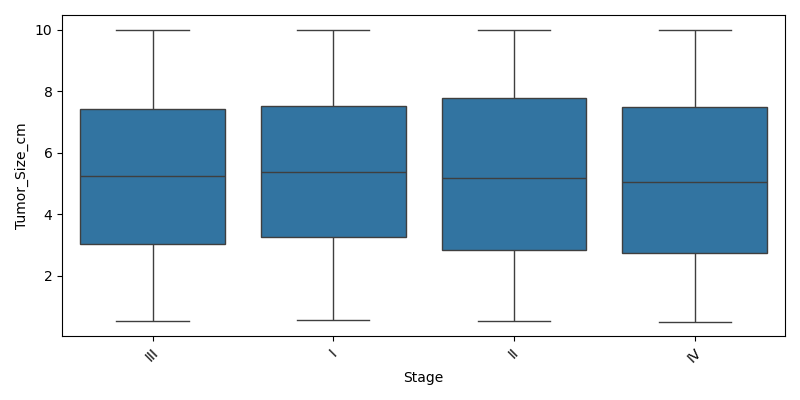 Tumor_Size_cm
10
8
6
4
2
III
I
II
IV
Stage